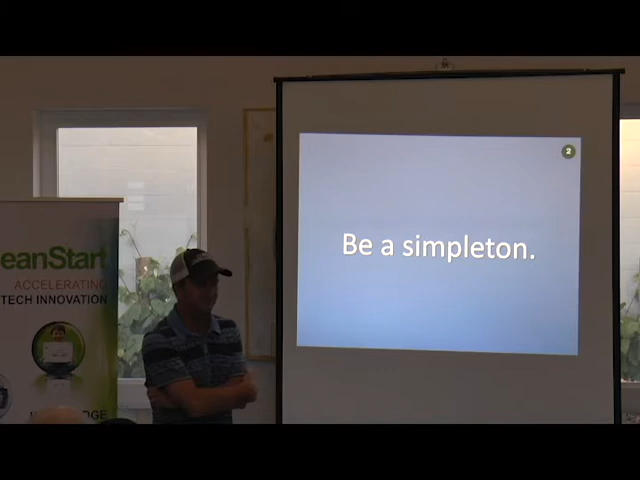 2
Be a simpleton.
eanStart
ACCELERATING
TECH INNOVATION